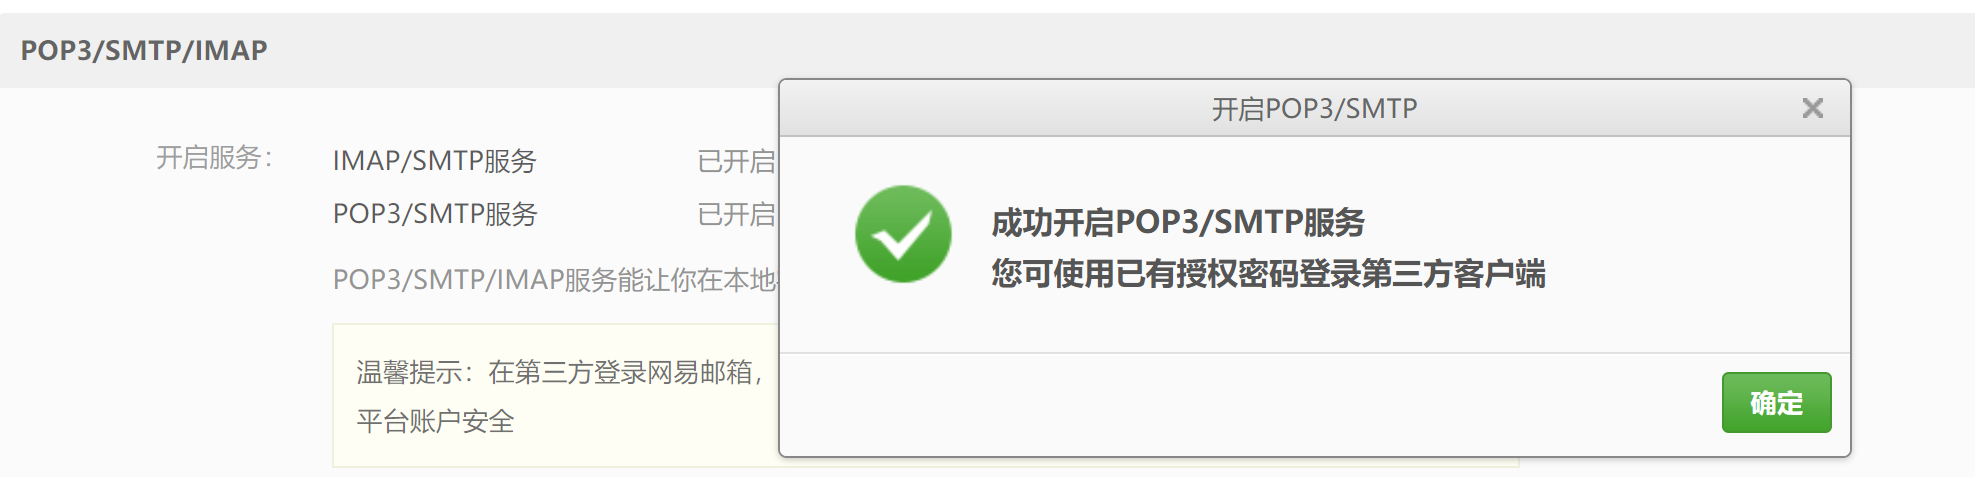 POP3/SMTP/IMAP
开启服务：
IMAP/SMTP服务
已开启
POP3/SMTP服务
已开启
POP3/SMTP/IMAP服务能让你在本地
温馨提示：在第三方登录网易邮箱，
平台账户安全
开启POP3/SMTP
成功开启POP3/SMTP服务
您可使用已有授权密码登录第三方客户端
确定